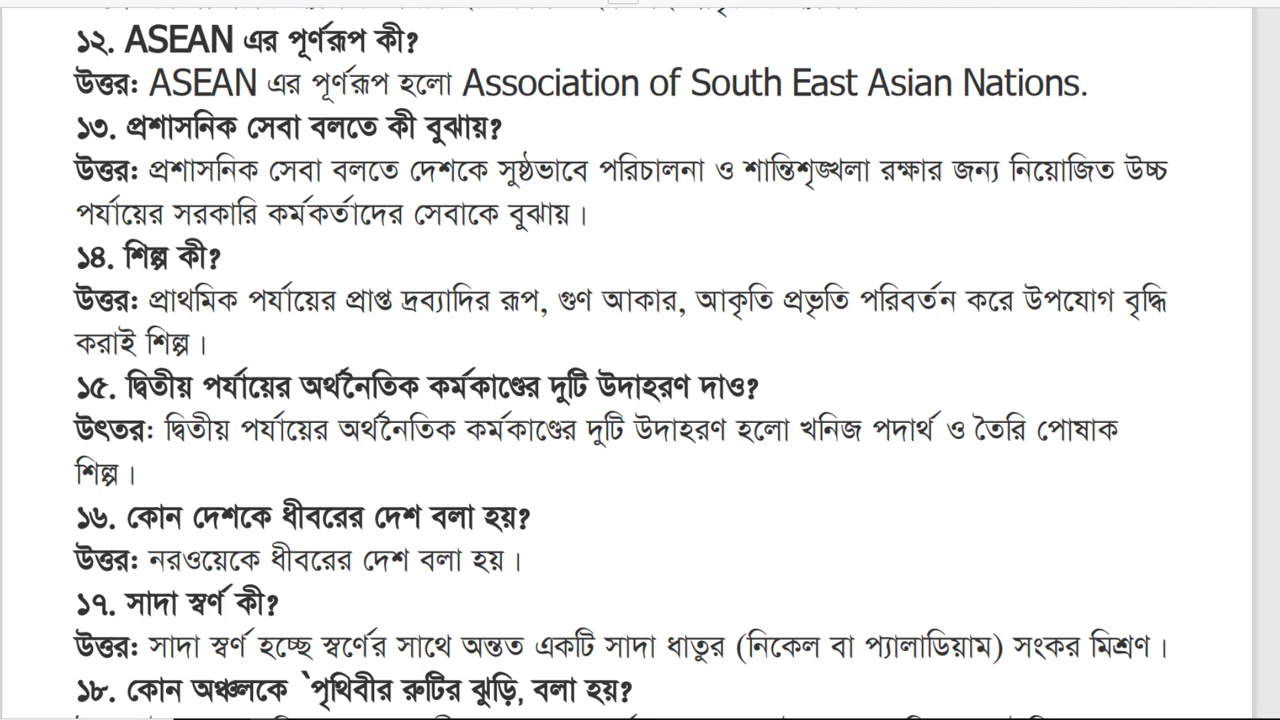 ১২. ASEAN এর পূর্ণরূপ কী?
উত্তর: ASEAN এর পূর্ণরূপ হলো Association of South East Asian Nations.
১৩. প্রশাসনিক সেবা বলতে কী বুঝায়?
উত্তর: প্রশাসনিক সেবা বলতে দেশকে সুষ্ঠভাবে পরিচালনা ও শান্তিশৃঙ্খলা রক্ষার জন্য নিয়োজিত উচ্চ
পর্যায়ের সরকারি কর্মকর্তাদের সেবাকে বুঝায়।
১৪. শিল্প কী?
উত্তর: প্রাথমিক পর্যায়ের প্রাপ্ত দ্রব্যাদির রূপ, গুণ আকার, আকৃতি প্রভৃতি পরিবর্তন করে উপযোগ বৃদ্ধি
করাই শিল্প।
১৫. দ্বিতীয় পর্যায়ের অর্থনৈতিক কর্মকাণ্ডের দুটি উদাহরণ দাও?
উৎতর: দ্বিতীয় পর্যায়ের অর্থনৈতিক কর্মকাণ্ডের দুটি উদাহরণ হলো খনিজ পদার্থ ও তৈরি পোষাক
শিল্প।
১৬. কোন দেশকে ধীবরের দেশ বলা হয়?
উত্তর: নরওয়েকে ধীবরের দেশ বলা হয়।
১৭. সাদা স্বর্ণ কী?
উত্তর: সাদা স্বর্ণ হচ্ছে স্বর্ণের সাথে অন্তত একটি সাদা ধাতুর (নিকেল বা প্যালাডিয়াম) সংকর মিশ্রণ।
১৮. কোন অঞ্চলকে `পৃথিবীর রুটির ঝুড়ি, বলা হয়?